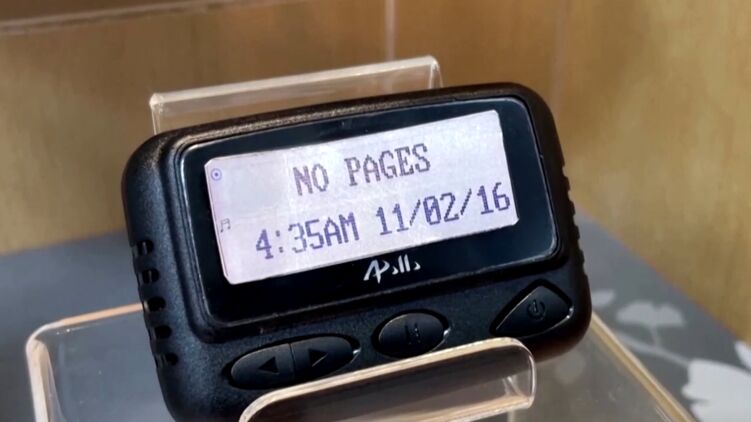 NO PAGES
4:35AM 11/02/16
Apollo